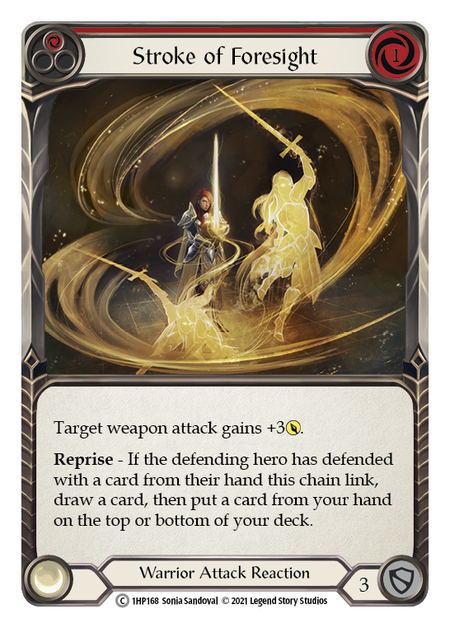 Stroke of Foresight
1
Target weapon attack gains +3.
Reprise - If the defending hero has defended
with a card from their hand this chain link,
draw a card, then put a card from your hand
on the top or bottom of your deck.
Warrior Attack Reaction
3
C 1HP168 Sonia Sandoval © 2021 Legend Story Studios